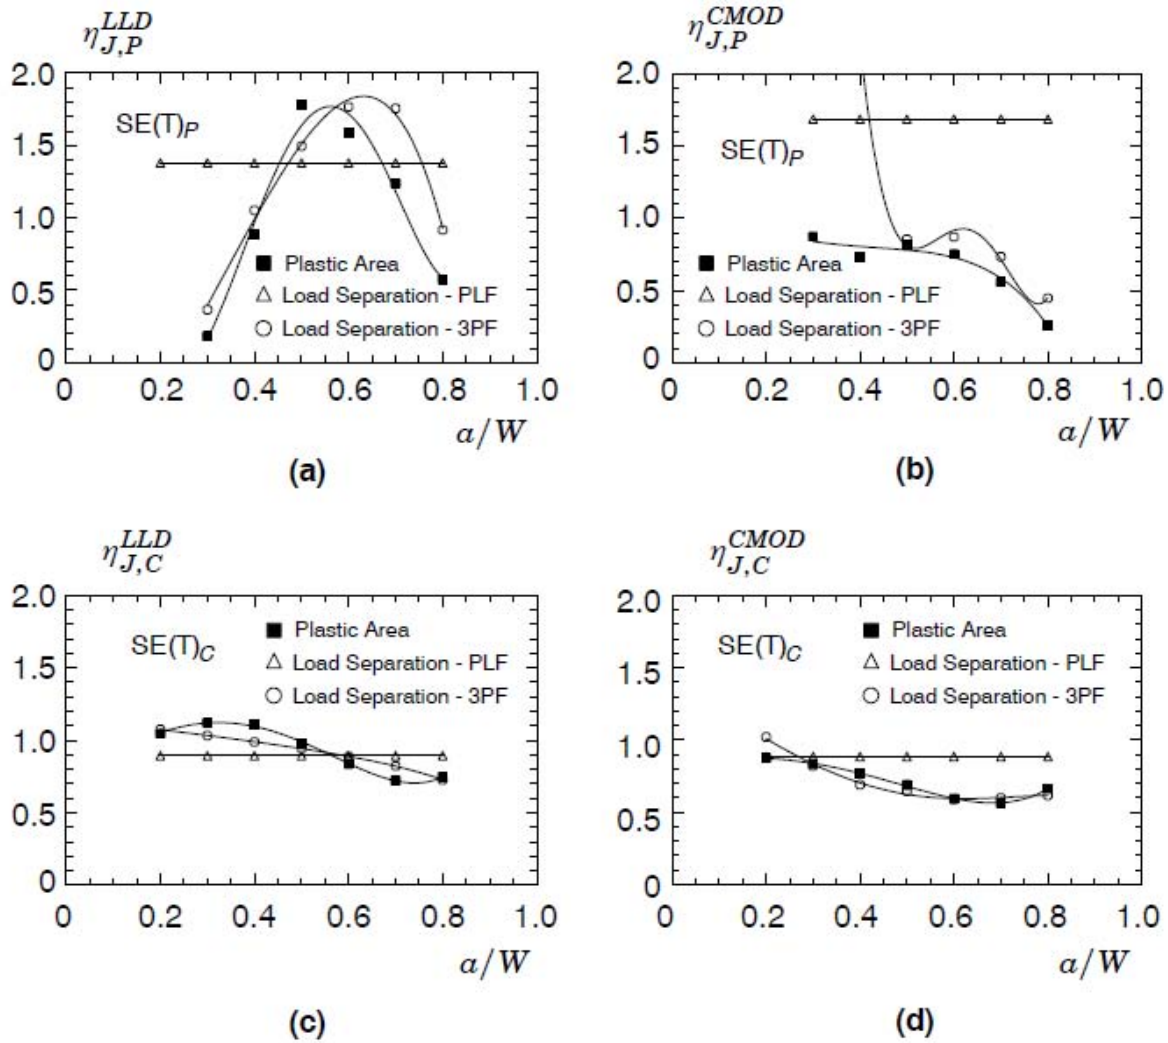 η_{J,P}^{LLD}
2.0
1.5
1.0
0.5
0
SE(T)_P
Plastic Area
Load Separation - PLF
Load Separation - 3PF
0 0.2 0.4 0.6 0.8 1.0
a/W
(a)
η_{J,P}^{CMOD}
2.0
1.5
1.0
0.5
0
SE(T)_P
Plastic Area
Load Separation - PLF
Load Separation - 3PF
0 0.2 0.4 0.6 0.8 1.0
a/W
(b)
η_{J,C}^{LLD}
2.0
1.5
1.0
0.5
0
SE(T)_C
Plastic Area
Load Separation - PLF
Load Separation - 3PF
0 0.2 0.4 0.6 0.8 1.0
a/W
(c)
η_{J,C}^{CMOD}
2.0
1.5
1.0
0.5
0
SE(T)_C
Plastic Area
Load Separation - PLF
Load Separation - 3PF
0 0.2 0.4 0.6 0.8 1.0
a/W
(d)